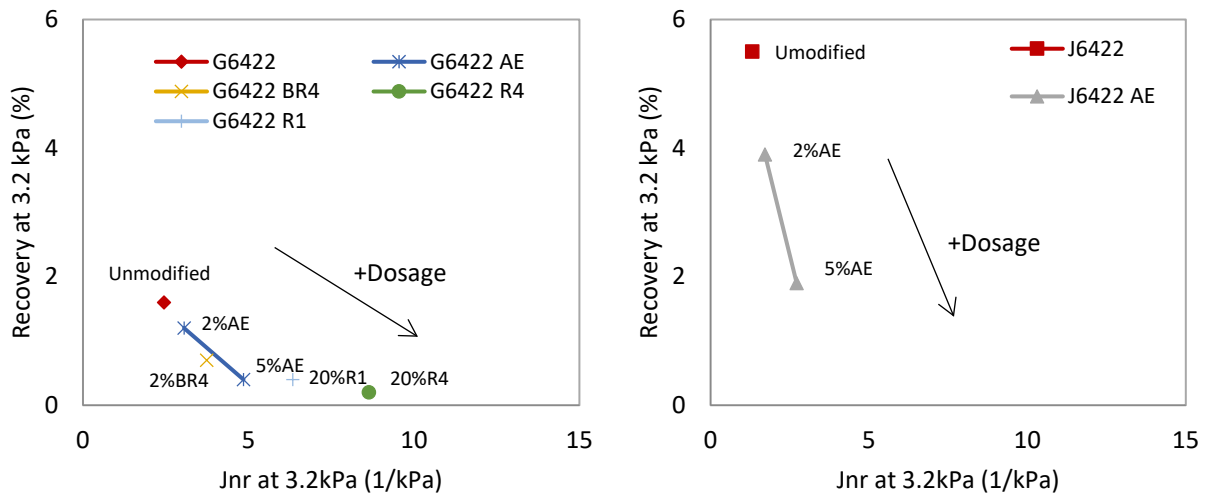 6
4
2
0
Recovery at 3.2 kPa (%)
G6422
G6422 AE
G6422 BR4
G6422 R4
G6422 R1
Unmodified
+Dosage
2%AE
2%BR4
5%AE
20%R1
20%R4
0
5
10
15
Jnr at 3.2kPa (1/kPa)
6
4
2
0
Recovery at 3.2 kPa (%)
Umodified
J6422
J6422 AE
2%AE
+Dosage
5%AE
0
5
10
15
Jnr at 3.2kPa (1/kPa)